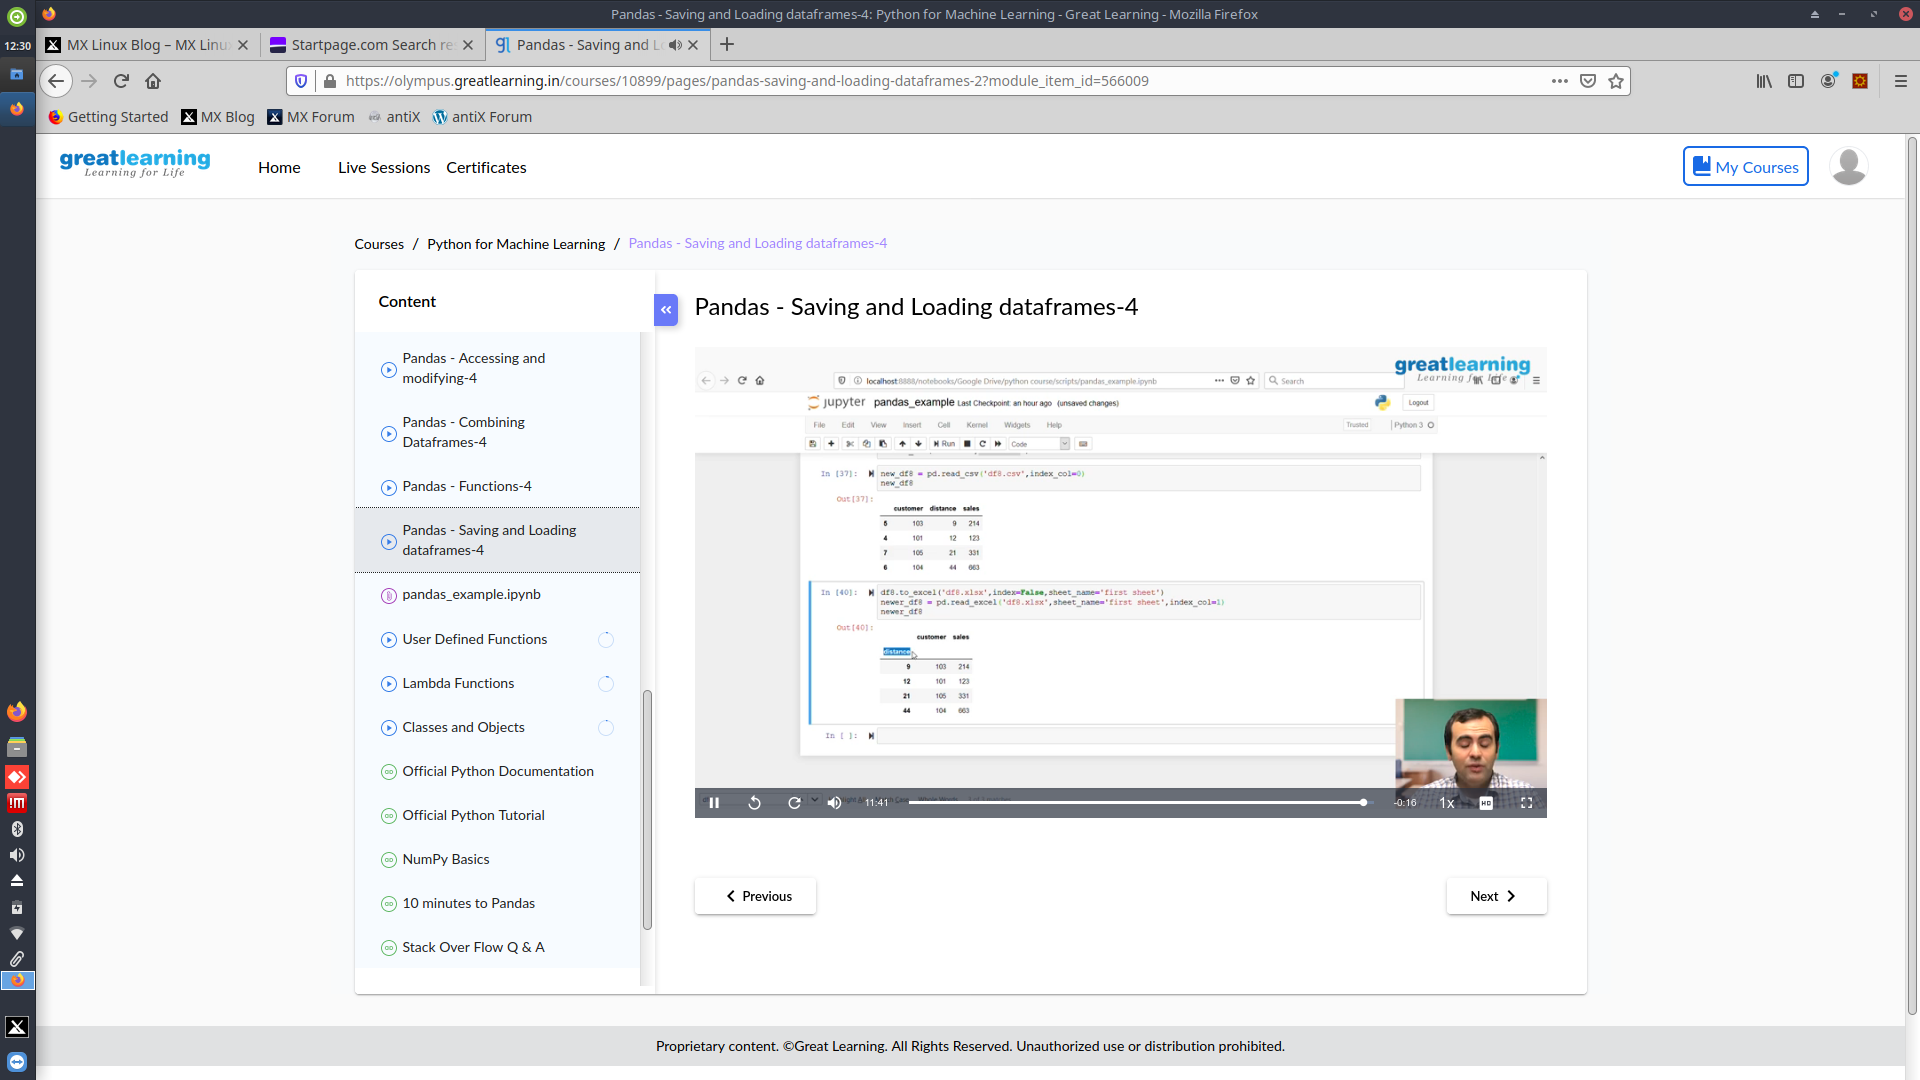 Pandas - Saving and Loading dataframes-4: Python for Machine Learning - Great Learning - Mozilla Firefox
12:30
MX Linux Blog – MX Linu
Startpage.com Search re
Pandas - Saving and L
https://olympus.greatlearning.in/courses/10899/pages/pandas-saving-and-loading-dataframes-2?module_item_id=566009
Getting Started MX Blog MX Forum antiX antiX Forum
greatlearning
Learning for Life
Home Live Sessions Certificates
My Courses
Courses / Python for Machine Learning / Pandas - Saving and Loading dataframes-4
Content
Pandas - Accessing and
modifying-4
Pandas - Combining
Dataframes-4
Pandas - Functions-4
Pandas - Saving and Loading
dataframes-4
pandas_example.ipynb
User Defined Functions
Lambda Functions
Classes and Objects
Official Python Documentation
Official Python Tutorial
NumPy Basics
10 minutes to Pandas
Stack Over Flow Q & A
Pandas - Saving and Loading dataframes-4
greatlearning
Learning for Life
localhost:8888/notebooks/Google Drive/python course/scripts/pandas_example.ipynb
Search
jupyter pandas_example Last Checkpoint: an hour ago (unsaved changes)
Logout
File Edit View Insert Cell Kernel Widgets Help
Trusted Python 3
Run Code
In [37]: new_df8 = pd.read_csv('df8.csv',index_col=0)
new_df8
Out[37]:
customer distance sales
5 103 9 214
4 101 12 123
7 105 21 331
6 104 44 663
In [40]: df8.to_excel('df8.xlsx',index=False,sheet_name='first sheet')
newer_df8 = pd.read_excel('df8.xlsx',sheet_name='first sheet',index_col=1)
newer_df8
Out[40]:
customer sales
distance
9 103 214
12 101 123
21 105 331
44 104 663
In [ ]:
11:41
-0:16
1x
HD
Previous
Next
Proprietary content. ©Great Learning. All Rights Reserved. Unauthorized use or distribution prohibited.